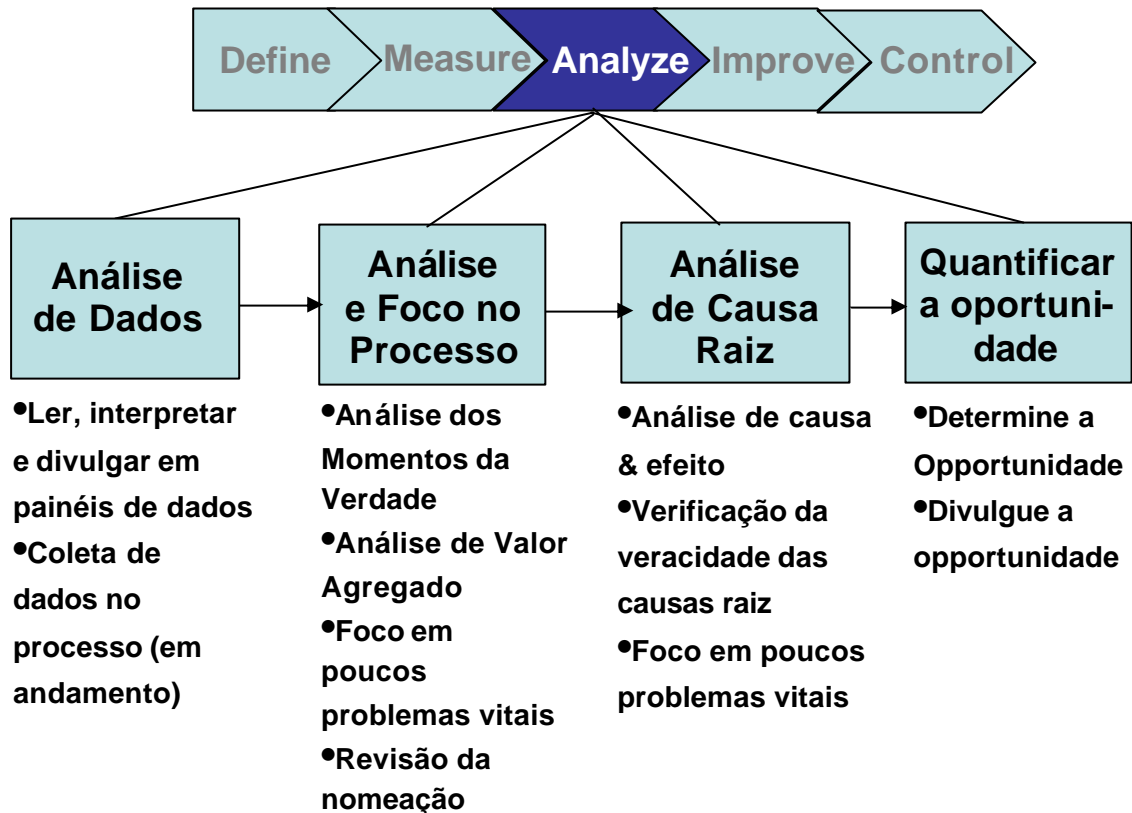 Define Measure Analyze Improve Control
Análise
de Dados
Análise
e Foco no
Processo
Análise
de Causa
Raiz
Quantificar
a oportuni-
dade
•Ler, interpretar
e divulgar em
painéis de dados
•Coleta de
dados no
processo (em
andamento)
•Análise dos
Momentos da
Verdade
•Análise de Valor
Agregado
•Foco em
poucos
problemas vitais
•Revisão da
nomeação
•Análise de causa
& efeito
•Verificação da
veracidade das
causas raiz
•Foco em poucos
problemas vitais
•Determine a
Opportunidade
•Divulgue a
opportunidade